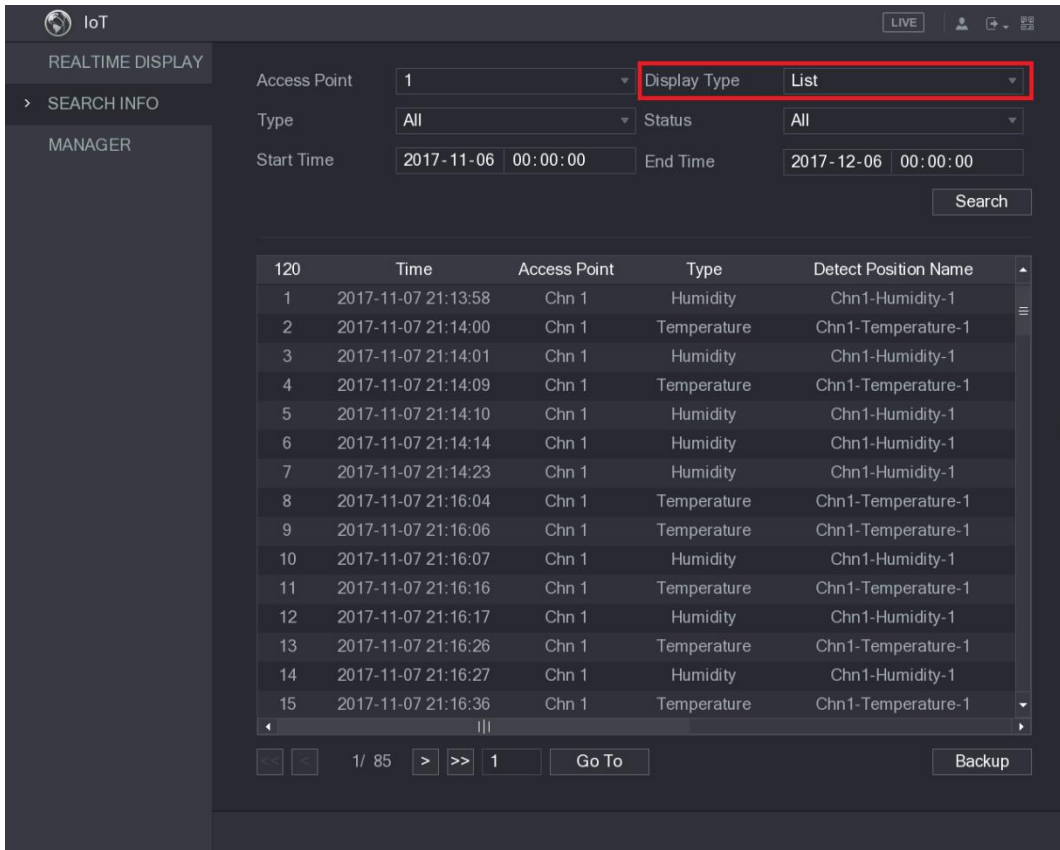 IoT LIVE
REALTIME DISPLAY
SEARCH INFO
MANAGER
Access Point 1 Display Type List
Type All Status All
Start Time 2017-11-06 00:00:00 End Time 2017-12-06 00:00:00
Search
120 Time Access Point Type Detect Position Name
1 2017-11-07 21:13:58 Chn 1 Humidity Chn1-Humidity-1
2 2017-11-07 21:14:00 Chn 1 Temperature Chn1-Temperature-1
3 2017-11-07 21:14:01 Chn 1 Humidity Chn1-Humidity-1
4 2017-11-07 21:14:09 Chn 1 Temperature Chn1-Temperature-1
5 2017-11-07 21:14:10 Chn 1 Humidity Chn1-Humidity-1
6 2017-11-07 21:14:14 Chn 1 Humidity Chn1-Humidity-1
7 2017-11-07 21:14:23 Chn 1 Humidity Chn1-Humidity-1
8 2017-11-07 21:16:04 Chn 1 Temperature Chn1-Temperature-1
9 2017-11-07 21:16:06 Chn 1 Temperature Chn1-Temperature-1
10 2017-11-07 21:16:07 Chn 1 Humidity Chn1-Humidity-1
11 2017-11-07 21:16:16 Chn 1 Temperature Chn1-Temperature-1
12 2017-11-07 21:16:17 Chn 1 Humidity Chn1-Humidity-1
13 2017-11-07 21:16:26 Chn 1 Temperature Chn1-Temperature-1
14 2017-11-07 21:16:27 Chn 1 Humidity Chn1-Humidity-1
15 2017-11-07 21:16:36 Chn 1 Temperature Chn1-Temperature-1
<< < 1/ 85 > >> 1 Go To Backup